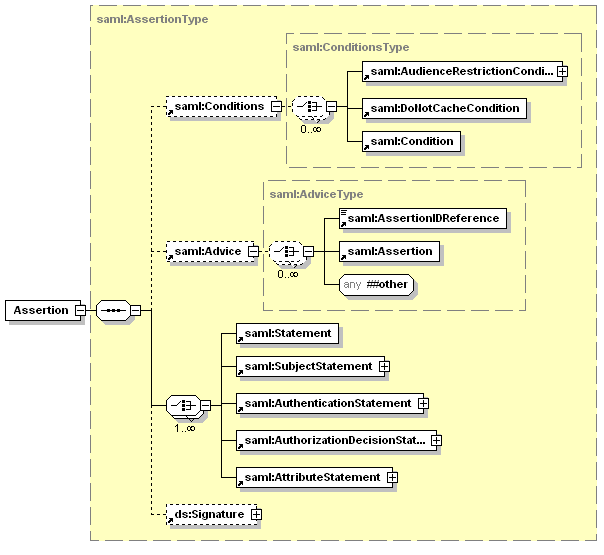 saml:AssertionType
saml:ConditionsType
saml:AudienceRestrictionCondi...
saml:Conditions
saml:DoNotCacheCondition
0..∞
saml:Condition
saml:AdviceType
saml:AssertionIDReference
saml:Advice
saml:Assertion
0..∞
any ##other
Assertion
saml:Statement
saml:SubjectStatement
saml:AuthenticationStatement
1..∞
saml:AuthorizationDecisionStat...
saml:AttributeStatement
ds:Signature